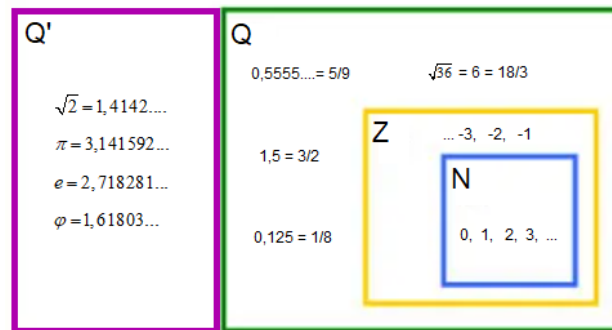 Q'
√2 = 1,4142....
π = 3,141592...
e = 2,718281...
φ = 1,61803...
Q
0,5555....= 5/9
√36 = 6 = 18/3
1,5 = 3/2
0,125 = 1/8
Z
... -3, -2, -1
N
0, 1, 2, 3, ...